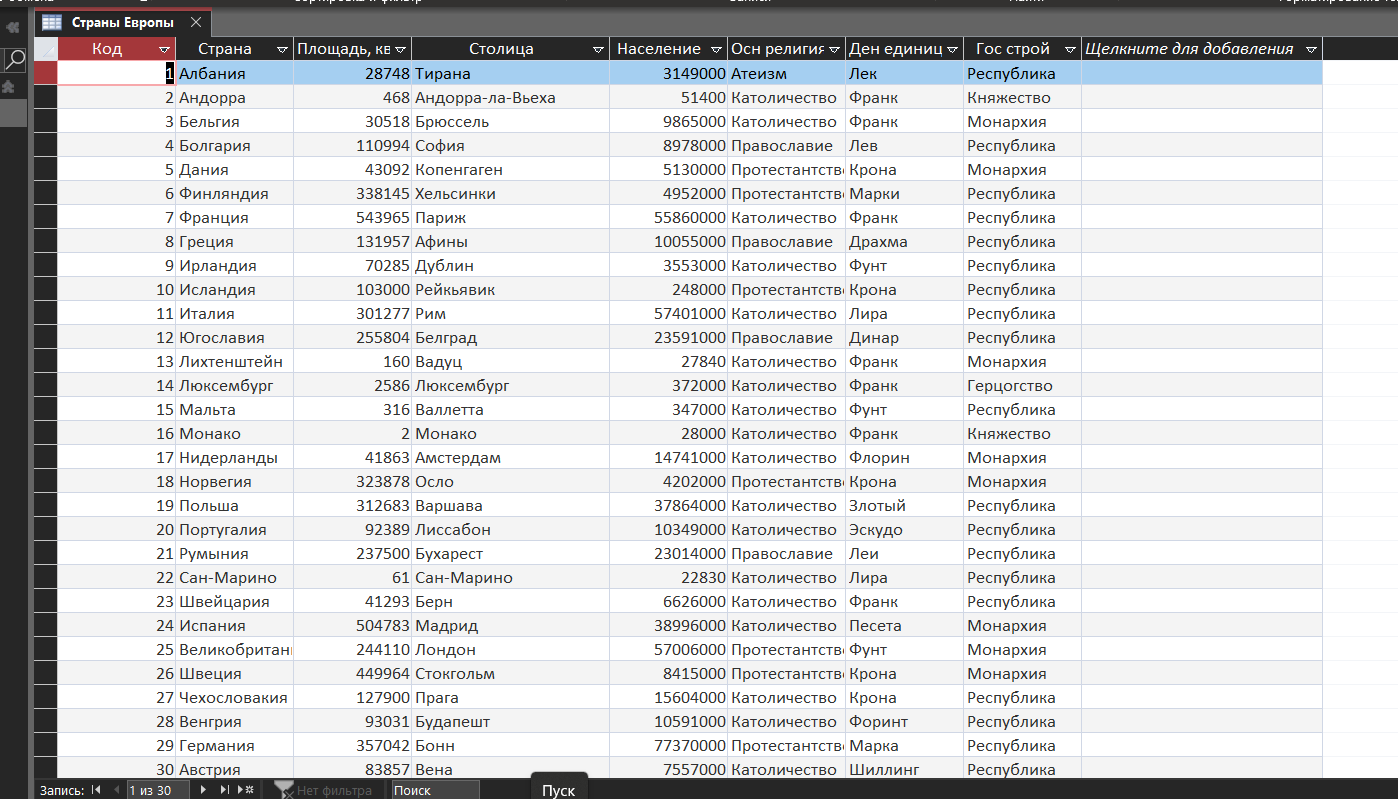 Страны Европы
Код Страна Площадь, кв Столица Население Осн религия Ден единиц Гос строй Щелкните для добавления
1 Албания 28748 Тирана 3149000 Атеизм Лек Республика
2 Андорра 468 Андорра-ла-Вьеха 51400 Католичество Франк Княжество
3 Бельгия 30518 Брюссель 9865000 Католичество Франк Монархия
4 Болгария 110994 София 8978000 Православие Лев Республика
5 Дания 43092 Копенгаген 5130000 Протестантств Крона Монархия
6 Финляндия 338145 Хельсинки 4952000 Протестантств Марки Республика
7 Франция 543965 Париж 55860000 Католичество Франк Республика
8 Греция 131957 Афины 10055000 Православие Драхма Республика
9 Ирландия 70285 Дублин 3553000 Католичество Фунт Республика
10 Исландия 103000 Рейкьявик 248000 Протестантств Крона Республика
11 Италия 301277 Рим 57401000 Католичество Лира Республика
12 Югославия 255804 Белград 23591000 Православие Динар Республика
13 Лихтенштейн 160 Вадуц 27840 Католичество Франк Монархия
14 Люксембург 2586 Люксембург 372000 Католичество Франк Герцогство
15 Мальта 316 Валлетта 347000 Католичество Фунт Республика
16 Монако 2 Монако 28000 Католичество Франк Княжество
17 Нидерланды 41863 Амстердам 14741000 Католичество Флорин Монархия
18 Норвегия 323878 Осло 4202000 Протестантств Крона Монархия
19 Польша 312683 Варшава 37864000 Католичество Злотый Республика
20 Португалия 92389 Лиссабон 10349000 Католичество Эскудо Республика
21 Румыния 237500 Бухарест 23014000 Православие Леи Республика
22 Сан-Марино 61 Сан-Марино 22830 Католичество Лира Республика
23 Швейцария 41293 Берн 6626000 Католичество Франк Республика
24 Испания 504783 Мадрид 38996000 Католичество Песета Монархия
25 Великобритан 244110 Лондон 57006000 Протестантств Фунт Монархия
26 Швеция 449964 Стокгольм 8415000 Протестантств Крона Монархия
27 Чехословакия 127900 Прага 15604000 Католичество Крона Республика
28 Венгрия 93031 Будапешт 10591000 Католичество Форинт Республика
29 Германия 357042 Бонн 77370000 Протестантств Марка Республика
30 Австрия 83857 Вена 7557000 Католичество Шиллинг Республика
Запись: 1 из 30 Нет фильтра Поиск Пуск